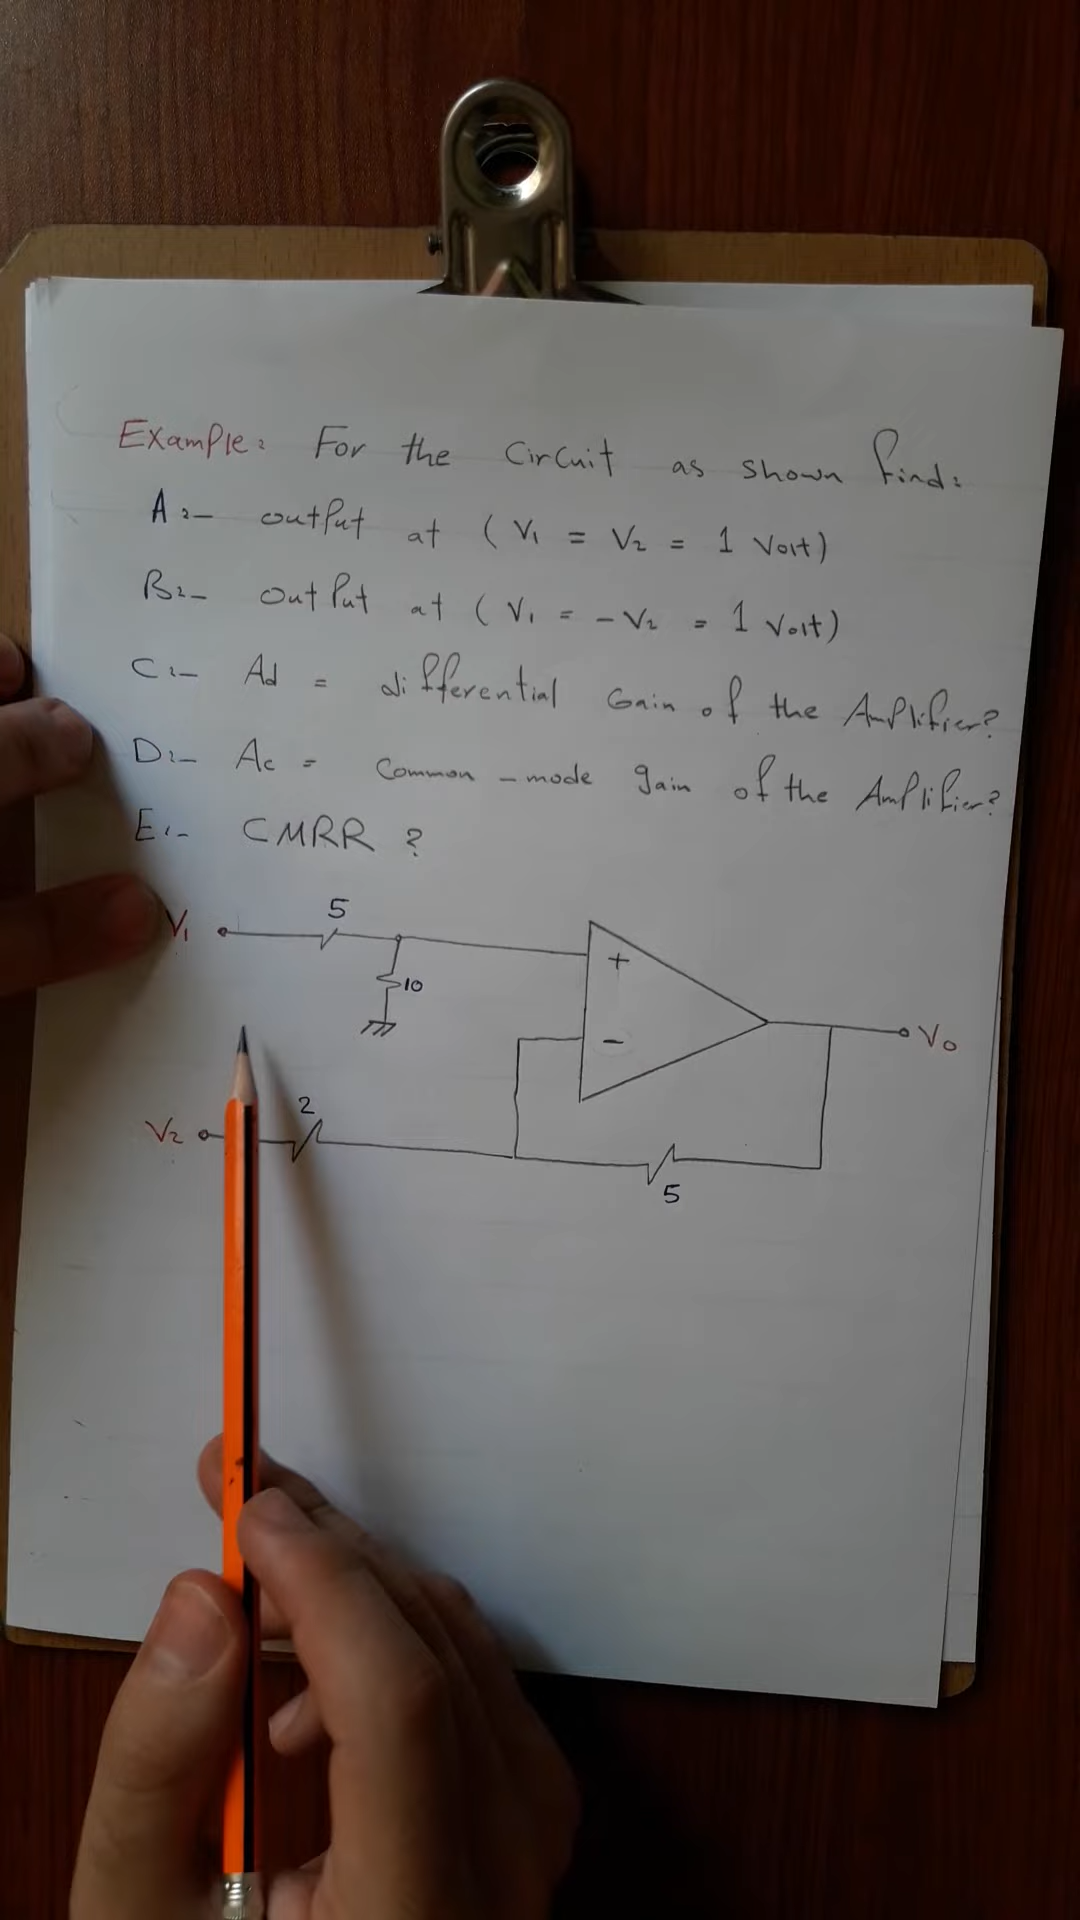 Example: For the Circuit as shown find:
A:- output at ( V1 = V2 = 1 Volt)
B:- output at ( V1 = - V2 = 1 Volt)
C:- Ad = differential Gain of the Amplifier?
D:- Ac = Common-mode gain of the Amplifier?
E:- CMRR ?
5
V1
+
10
-
Vo
2
V2
5